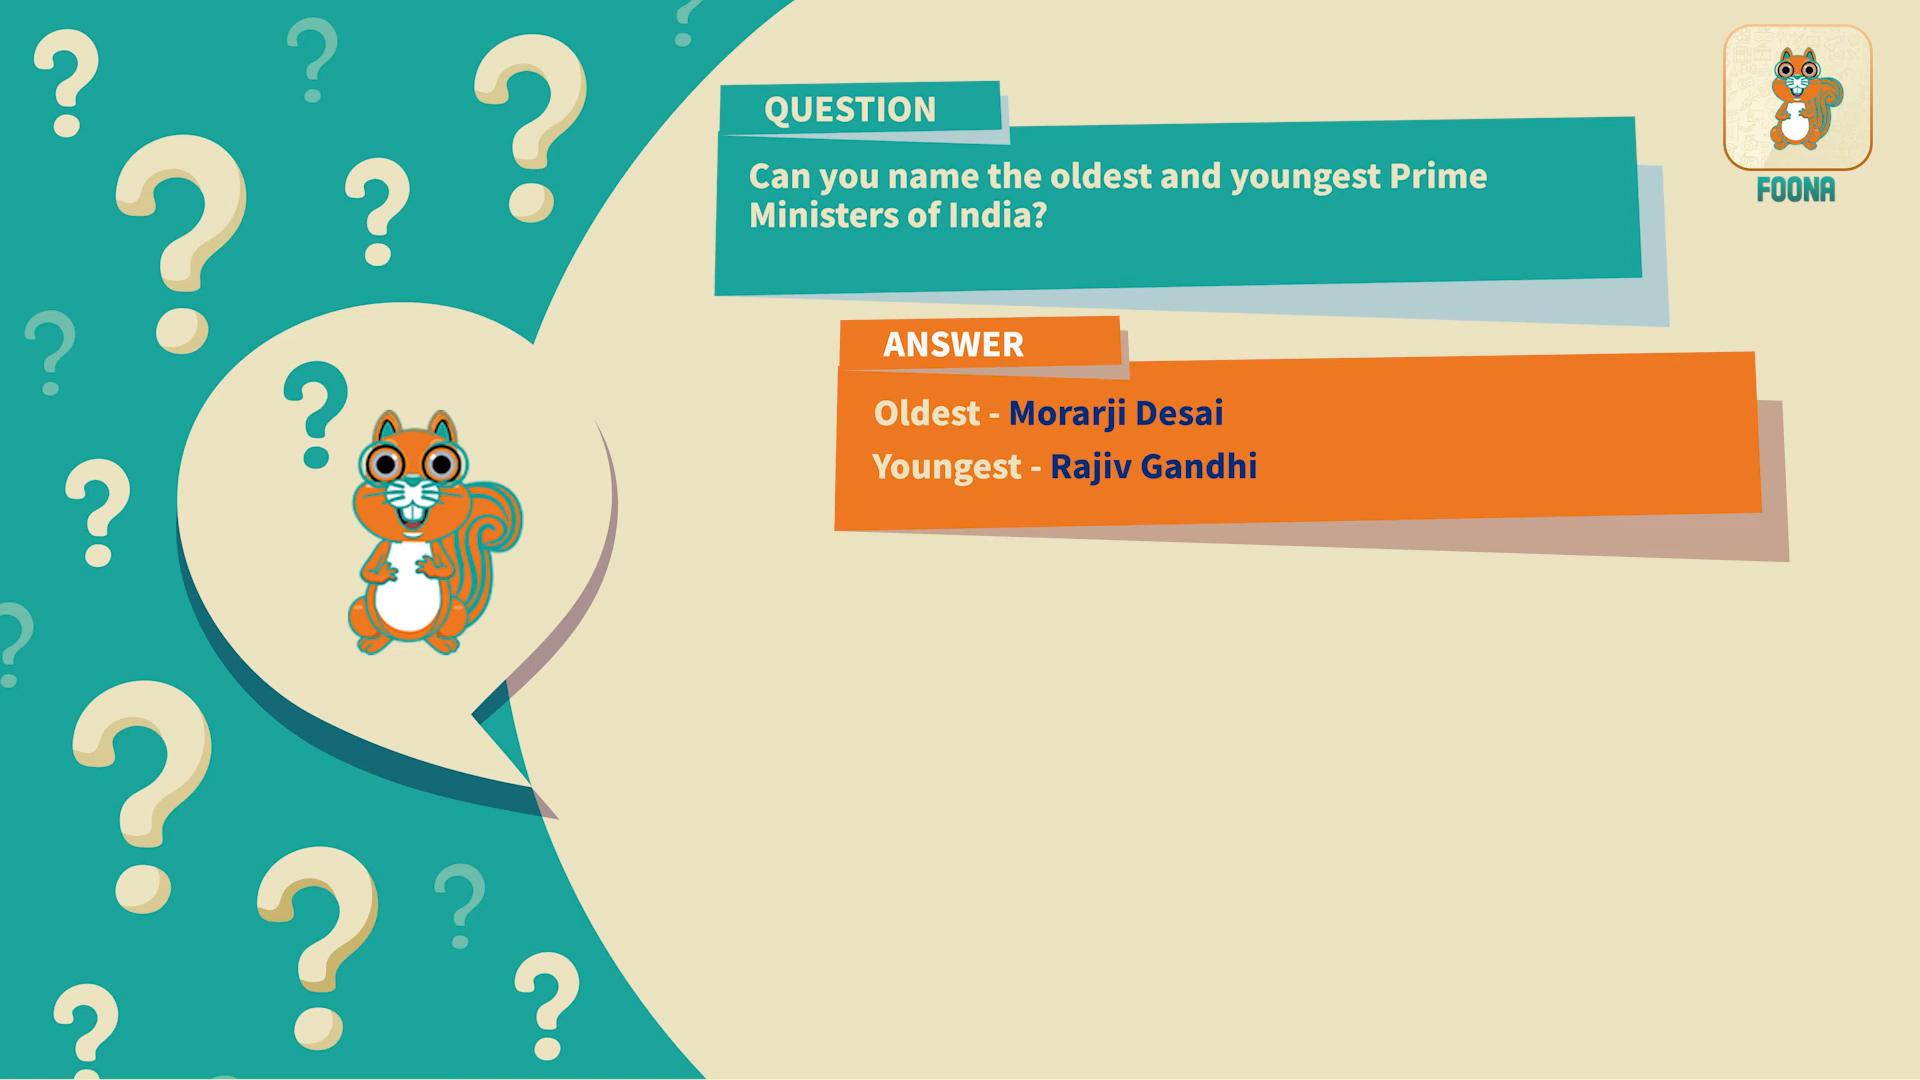 QUESTION
Can you name the oldest and youngest Prime
Ministers of India?
FOONA
ANSWER
Oldest - Morarji Desai
Youngest - Rajiv Gandhi